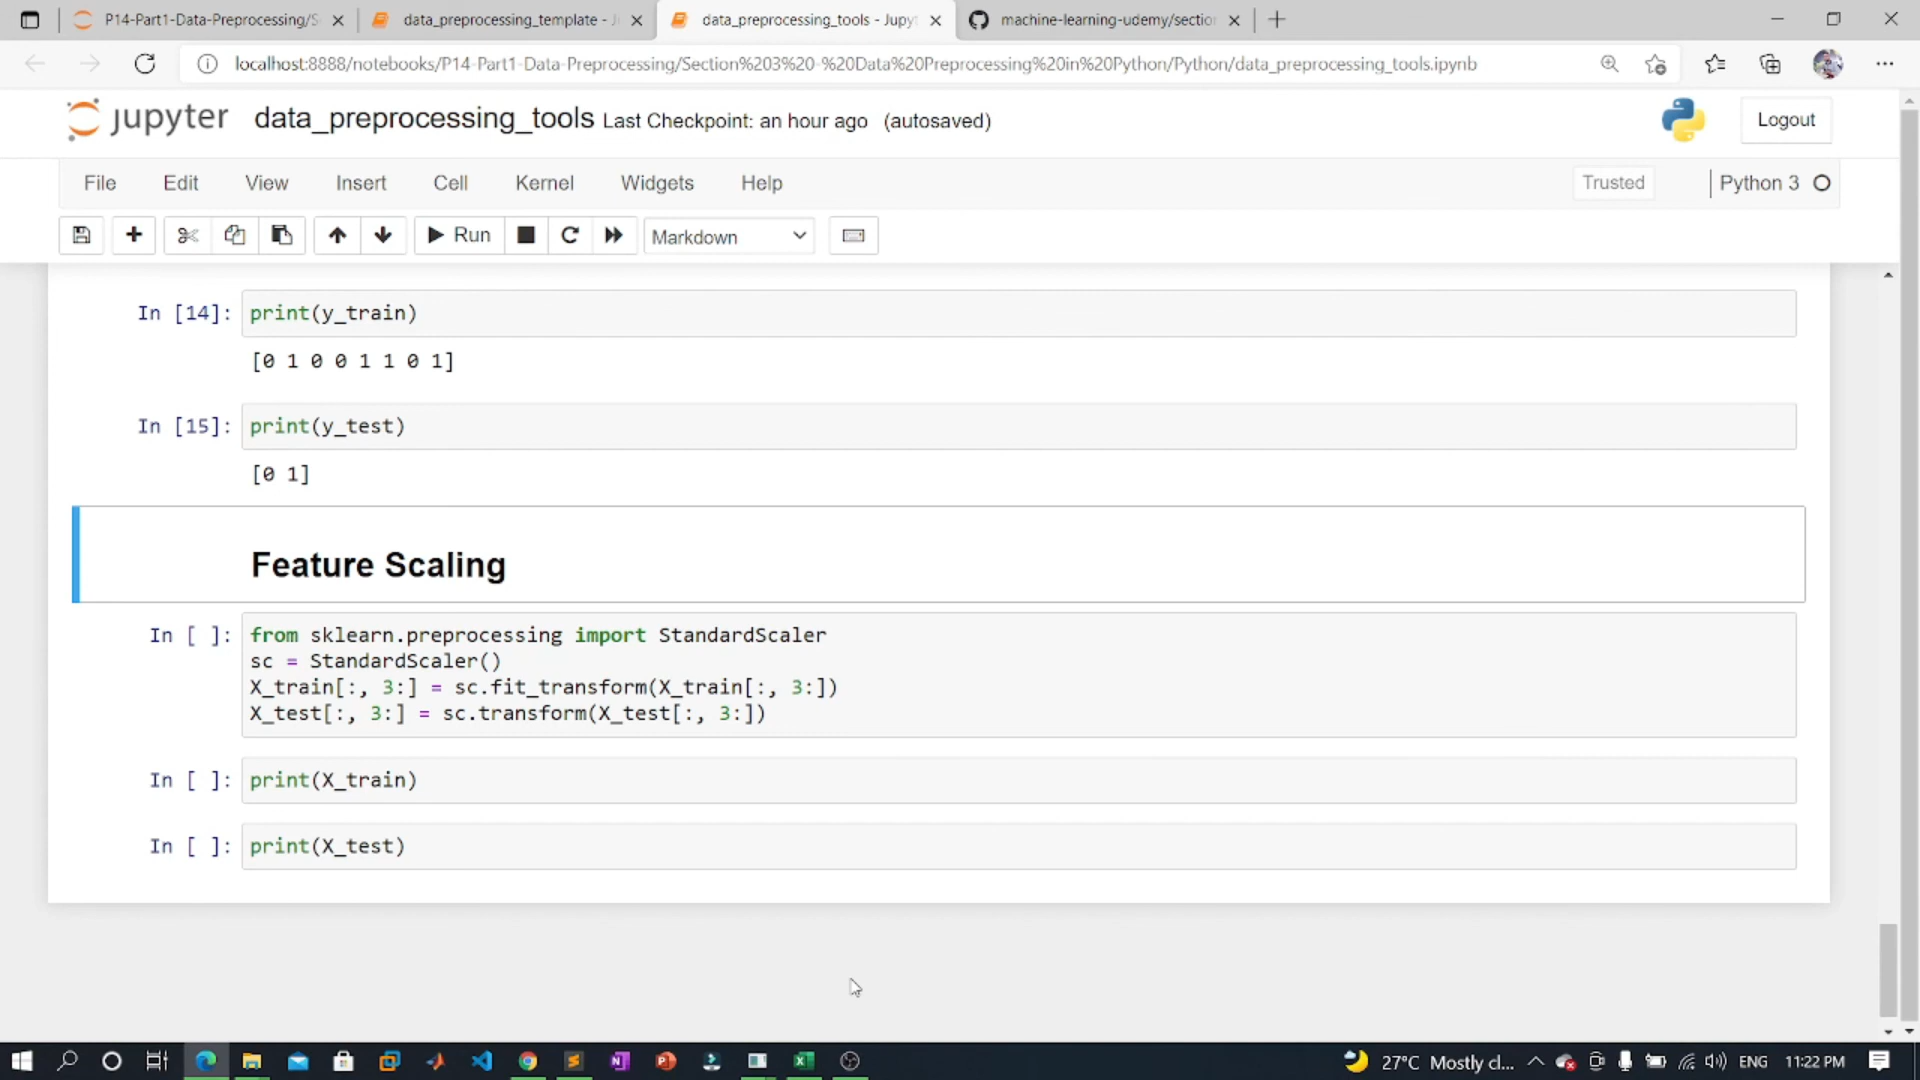 P14-Part1-Data-Preprocessing/S
data_preprocessing_template - J
data_preprocessing_tools - Jupyt
machine-learning-udemy/section
localhost:8888/notebooks/P14-Part1-Data-Preprocessing/Section%203%20-%20Data%20Preprocessing%20in%20Python/Python/data_preprocessing_tools.ipynb
jupyter data_preprocessing_tools Last Checkpoint: an hour ago (autosaved)
Logout
File Edit View Insert Cell Kernel Widgets Help
Trusted
Python 3
Run
Markdown
In [14]: print(y_train)
[0 1 0 0 1 1 0 1]
In [15]: print(y_test)
[0 1]
Feature Scaling
In [ ]: from sklearn.preprocessing import StandardScaler
sc = StandardScaler()
X_train[:, 3:] = sc.fit_transform(X_train[:, 3:])
X_test[:, 3:] = sc.transform(X_test[:, 3:])
In [ ]: print(X_train)
In [ ]: print(X_test)
27°C Mostly cl...
ENG
11:22 PM